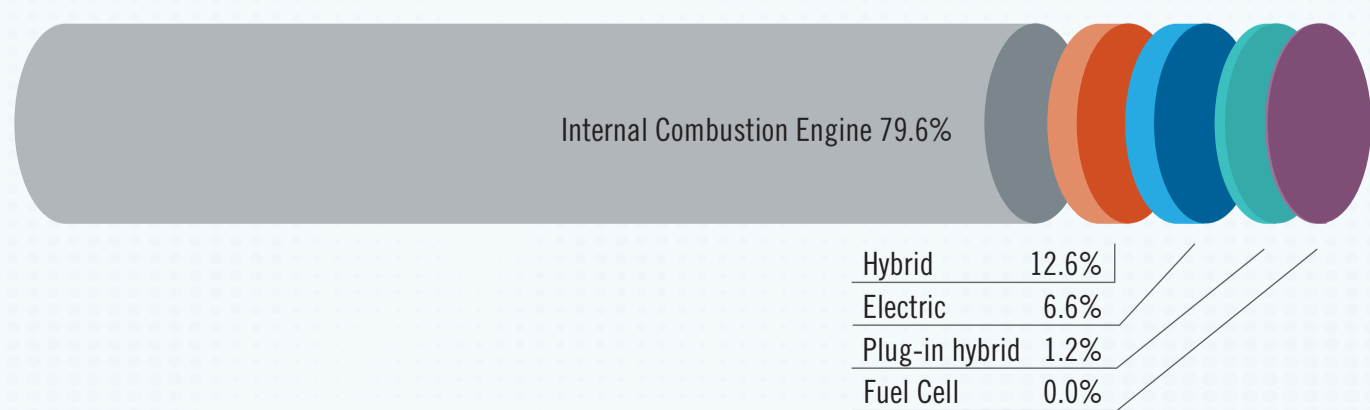 Internal Combustion Engine 79.6%
Hybrid 12.6%
Electric 6.6%
Plug-in hybrid 1.2%
Fuel Cell 0.0%